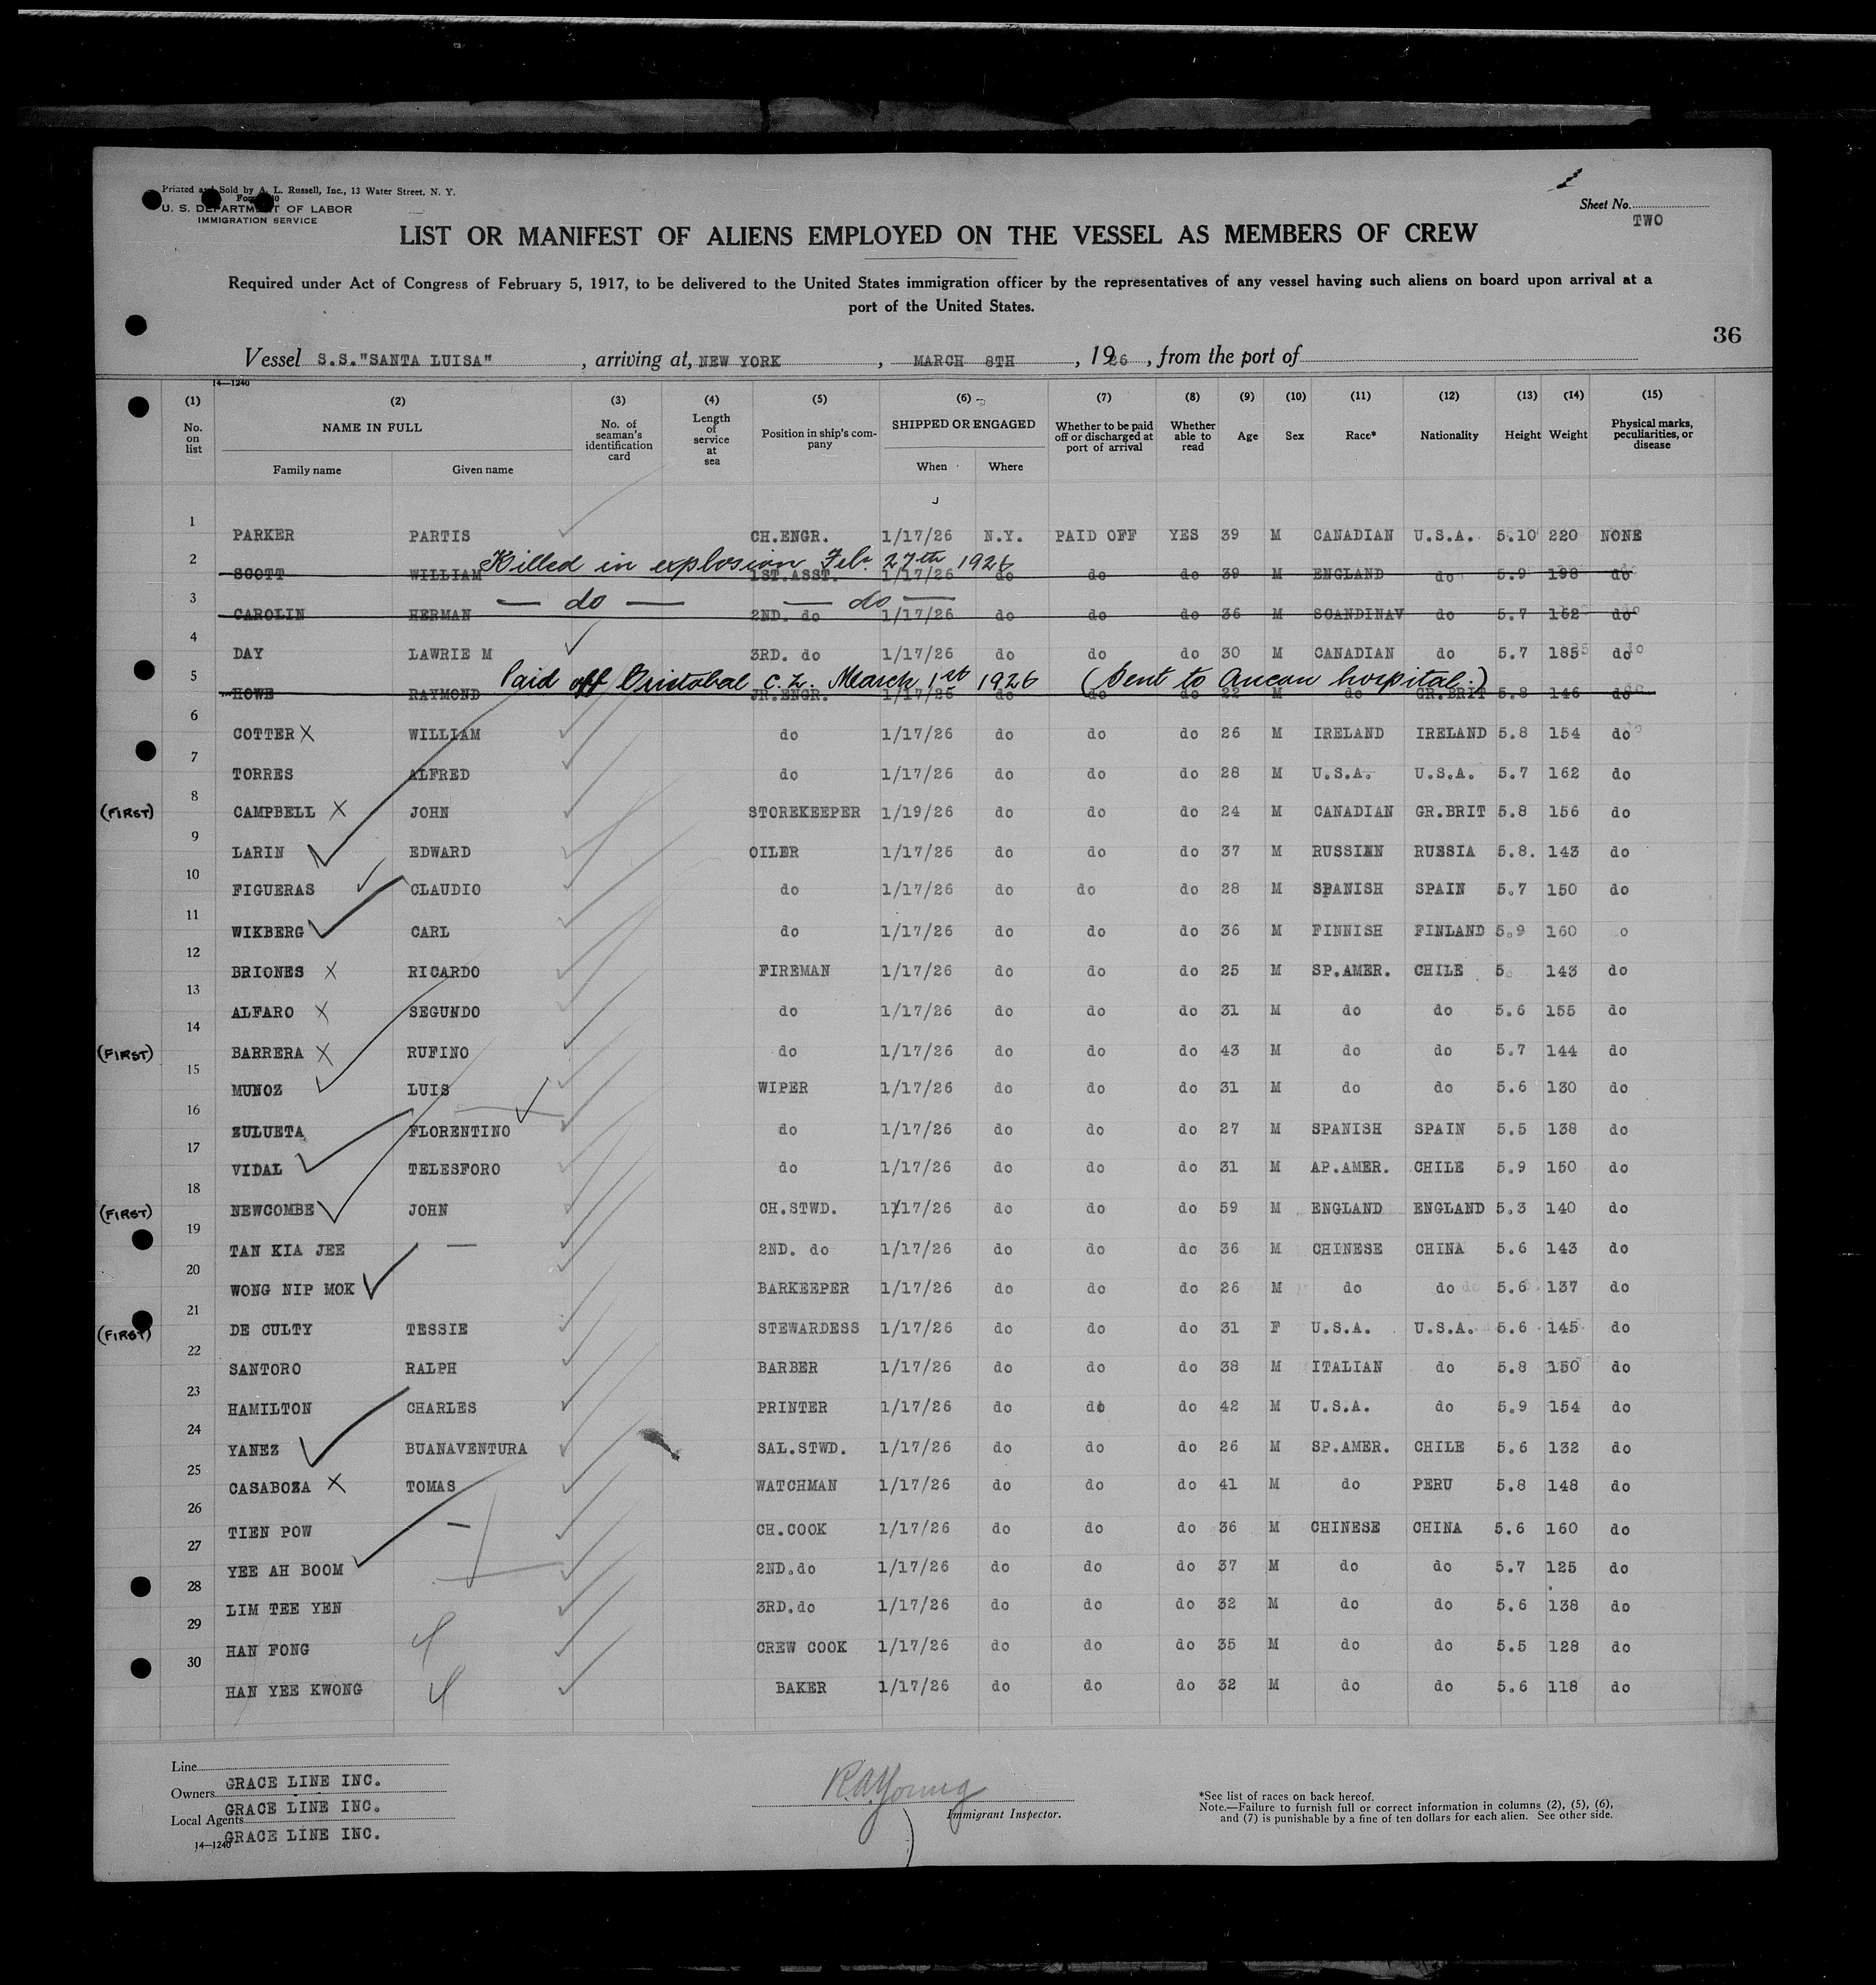 1
Printed and Sold by A. L. Russell, Inc., 13 Water Street, N. Y.
U. S. DEPARTMENT OF LABOR
IMMIGRATION SERVICE
Sheet No.
TWO
LIST OR MANIFEST OF ALIENS EMPLOYED ON THE VESSEL AS MEMBERS OF CREW
Required under Act of Congress of February 5, 1917, to be delivered to the United States immigration officer by the representatives of any vessel having such aliens on board upon arrival at a
port of the United States.
36
Vessel S.S."SANTA LUISA" , arriving at, NEW YORK , MARCH 8TH , 1926 , from the port of
14—1240
(1) (2) (3) (4) (5) (6) (7) (8) (9) (10) (11) (12) (13) (14) (15)
No. on list NAME IN FULL Family name Given name No. of seaman's identification card Length of service at sea Position in ship's company SHIPPED OR ENGAGED When Where Whether to be paid off or discharged at port of arrival Whether able to read Age Sex Race* Nationality Height Weight Physical marks, peculiarities, or disease
1 PARKER PARTIS CH.ENGR. 1/17/26 N.Y. PAID OFF YES 39 M CANADIAN U.S.A. 5.10 220 NONE
Killed in explosion Feb. 27th 1926
2 SCOTT WILLIAM 1ST.ASST. 1/17/26 do do do 39 M ENGLAND do 5.9 198 do
— do — — do —
3 CAROLIN HERMAN 2ND. do 1/17/26 do do do 36 M SCANDINAV do 5.7 162 do
4 DAY LAWRIE M 3RD. do 1/17/26 do do do 30 M CANADIAN do 5.7 185 do
Paid off Cristobal C.Z. March 1st 1926 (Sent to Ancon hospital.)
5 HOWE RAYMOND JR.ENGR. 1/17/26 do do do 22 M do GR.BRIT 5.8 146 do
6 COTTER X WILLIAM do 1/17/26 do do do 26 M IRELAND IRELAND 5.8 154 do
7 TORRES ALFRED do 1/17/26 do do do 28 M U.S.A. U.S.A. 5.7 162 do
(FIRST) 8 CAMPBELL X JOHN STOREKEEPER 1/19/26 do do do 24 M CANADIAN GR.BRIT 5.8 156 do
9 LARIN EDWARD OILER 1/17/26 do do do 37 M RUSSIAN RUSSIA 5.8. 143 do
10 FIGUERAS CLAUDIO do 1/17/26 do do do 28 M SPANISH SPAIN 5.7 150 do
11 WIKBERG CARL do 1/17/26 do do do 36 M FINNISH FINLAND 5.9 160 o
12 BRIONES X RICARDO FIREMAN 1/17/26 do do do 25 M SP.AMER. CHILE 5 143 do
13 ALFARO X SEGUNDO do 1/17/26 do do do 31 M do do 5.6 155 do
(FIRST) 14 BARRERA X RUFINO do 1/17/26 do do do 43 M do do 5.7 144 do
15 MUNOZ LUIS WIPER 1/17/26 do do do 31 M do do 5.6 130 do
16 ZULUETA FLORENTINO do 1/17/26 do do do 27 M SPANISH SPAIN 5.5 138 do
17 VIDAL TELESFORO do 1/17/26 do do do 31 M AP.AMER. CHILE 5.9 150 do
(FIRST) 18 NEWCOMBE JOHN CH.STWD. 1/17/26 do do do 59 M ENGLAND ENGLAND 5.3 140 do
19 TAN KIA JEE — 2ND. do 1/17/26 do do do 36 M CHINESE CHINA 5.6 143 do
20 WONG NIP MOK BARKEEPER 1/17/26 do do do 26 M do do 5.6 137 do
(FIRST) 21 DE CULTY TESSIE STEWARDESS 1/17/26 do do do 31 F U.S.A. U.S.A. 5.6 145 do
22 SANTORO RALPH BARBER 1/17/26 do do do 38 M ITALIAN do 5.8 150 do
23 HAMILTON CHARLES PRINTER 1/17/26 do do do 42 M U.S.A. do 5.9 154 do
24 YANEZ BUANAVENTURA SAL.STWD. 1/17/26 do do do 26 M SP.AMER. CHILE 5.6 132 do
25 CASABOZA X TOMAS WATCHMAN 1/17/26 do do do 41 M do PERU 5.8 148 do
26 TIEN POW — CH.COOK 1/17/26 do do do 36 M CHINESE CHINA 5.6 160 do
27 YEE AH BOOM 2ND.do 1/17/26 do do do 37 M do do 5.7 125 do
28 LIM TEE YEN 3RD.do 1/17/26 do do do 32 M do do 5.6 138 do
29 HAN FONG CREW COOK 1/17/26 do do do 35 M do do 5.5 128 do
30 HAN YEE KWONG BAKER 1/17/26 do do do 32 M do do 5.6 118 do
Line
GRACE LINE INC.
Owners
GRACE LINE INC.
Local Agents
GRACE LINE INC.
14—1240
R.A. Young
Immigrant Inspector.
*See list of races on back hereof.
Note.—Failure to furnish full or correct information in columns (2), (5), (6),
and (7) is punishable by a fine of ten dollars for each alien. See other side.